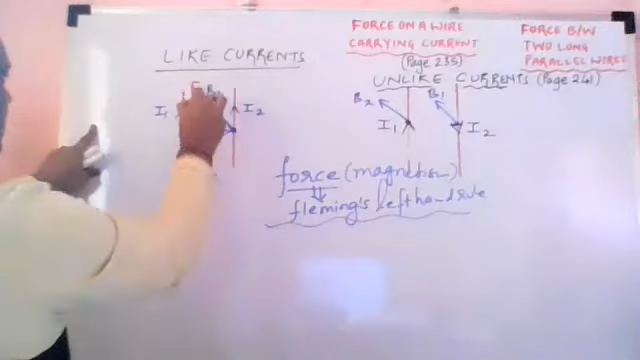 FORCE ON A WIRE
CARRYING CURRENT
(Page 235)
FORCE B/W
TWO LONG
PARALLEL WIRES
(Page 241)
LIKE CURRENTS
I₁
I₂
UNLIKE CURRENTS
B₂
B₁
I₁
I₂
force (magnetism)
fleming's left hand rule